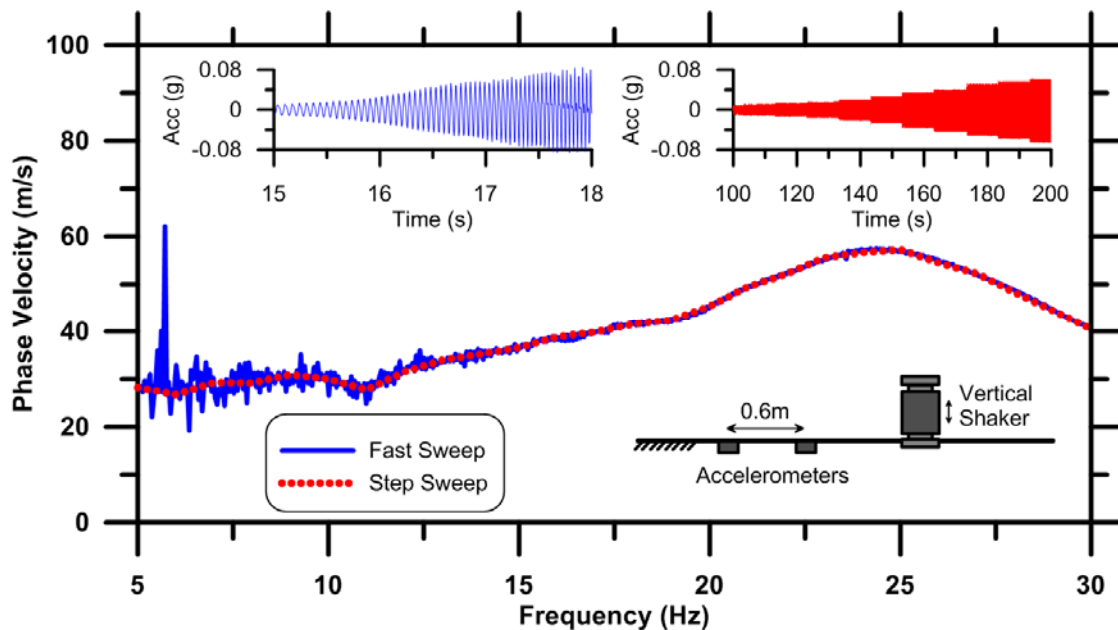 100
80
60
40
20
0
Phase Velocity (m/s)
5
10
15
20
25
30
Frequency (Hz)
0.08
0
-0.08
Acc (g)
15
16
17
18
Time (s)
0.08
0
-0.08
Acc (g)
100
120
140
160
180
200
Time (s)
Fast Sweep
Step Sweep
0.6m
Accelerometers
Vertical
Shaker